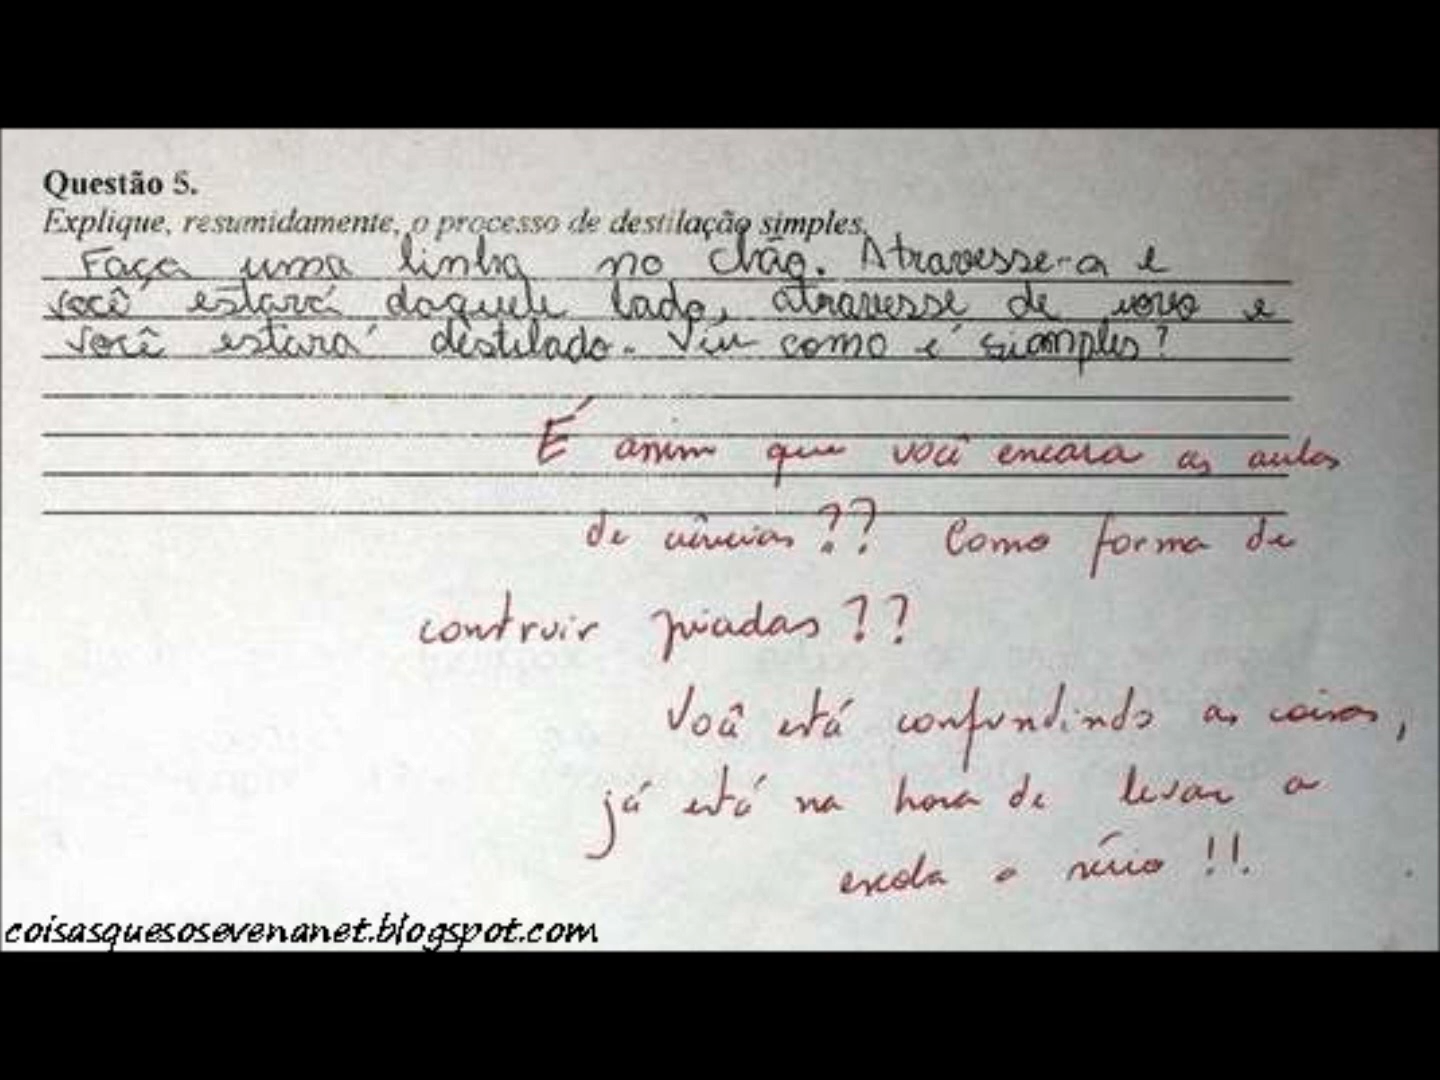 Questão 5.
Explique, resumidamente, o processo de destilação simples.
Faça uma linha no chão. Atravesse-a e
você estará daquele lado, atravesse de novo e
você estará destilado. Viu como é siomples?
É assim que você encara as aulas
de ciências?? Como forma de
contruir piadas??
Você está confundindo as coisas,
já está na hora de levar a
escola a sério!!
coisasquesosevenanet.blogspot.com